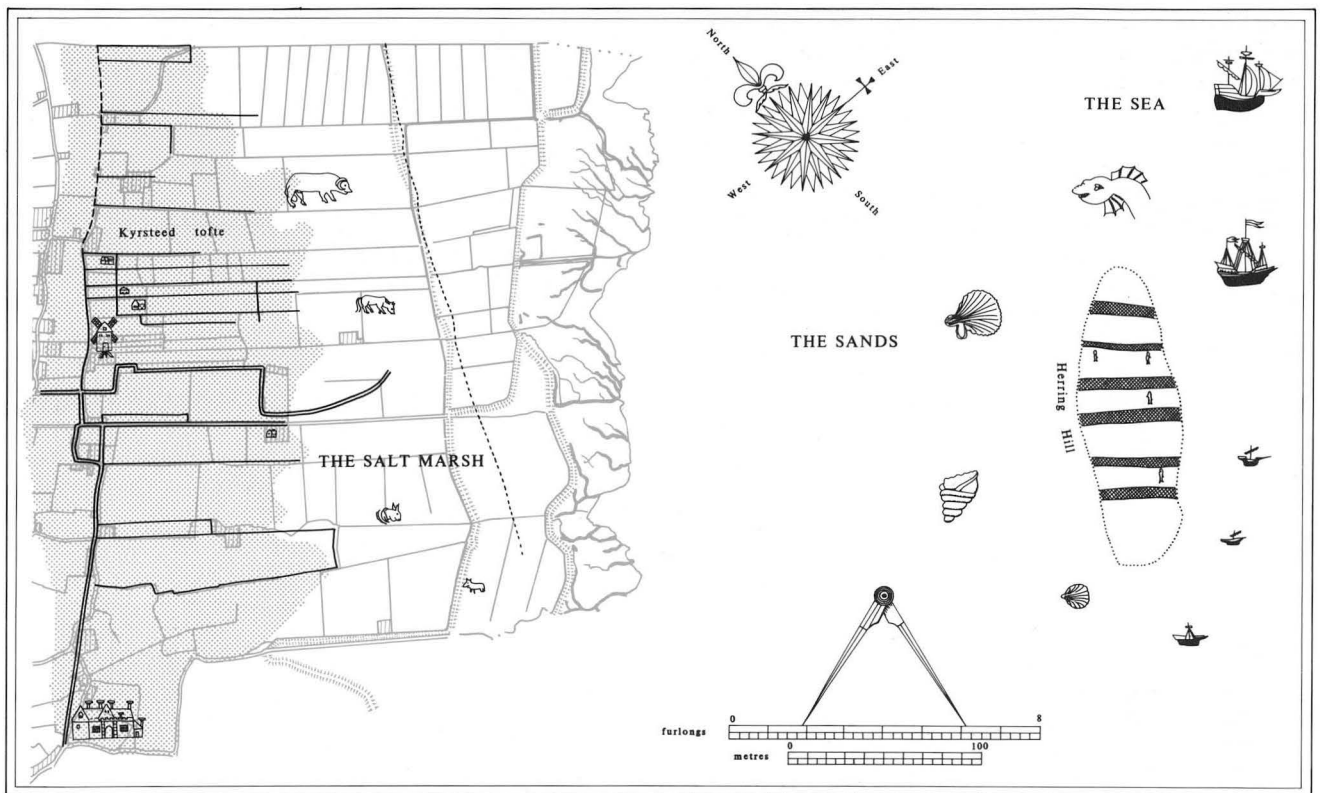 North
East
West
South
THE SEA
Kyrsteed tofte
THE SANDS
Herring Hill
THE SALT MARSH
0 8
furlongs
0 100
metres